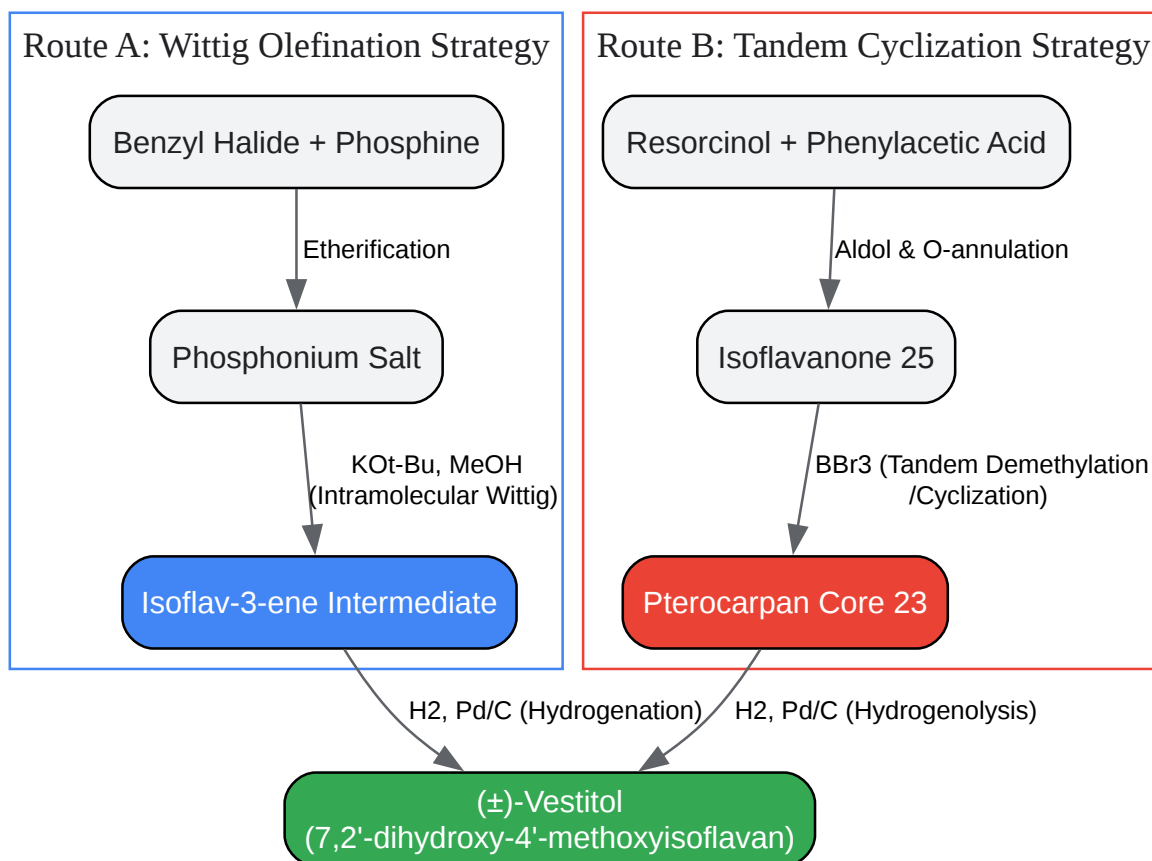 Route A: Wittig Olefination Strategy
Benzyl Halide + Phosphine
Etherification
Phosphonium Salt
KOt-Bu, MeOH
(Intramolecular Wittig)
Isoflav-3-ene Intermediate
H2, Pd/C (Hydrogenation)
Route B: Tandem Cyclization Strategy
Resorcinol + Phenylacetic Acid
Aldol & O-annulation
Isoflavanone 25
BBr3 (Tandem Demethylation
/Cyclization)
Pterocarpan Core 23
H2, Pd/C (Hydrogenolysis)
(±)-Vestitol
(7,2'-dihydroxy-4'-methoxyisoflavan)